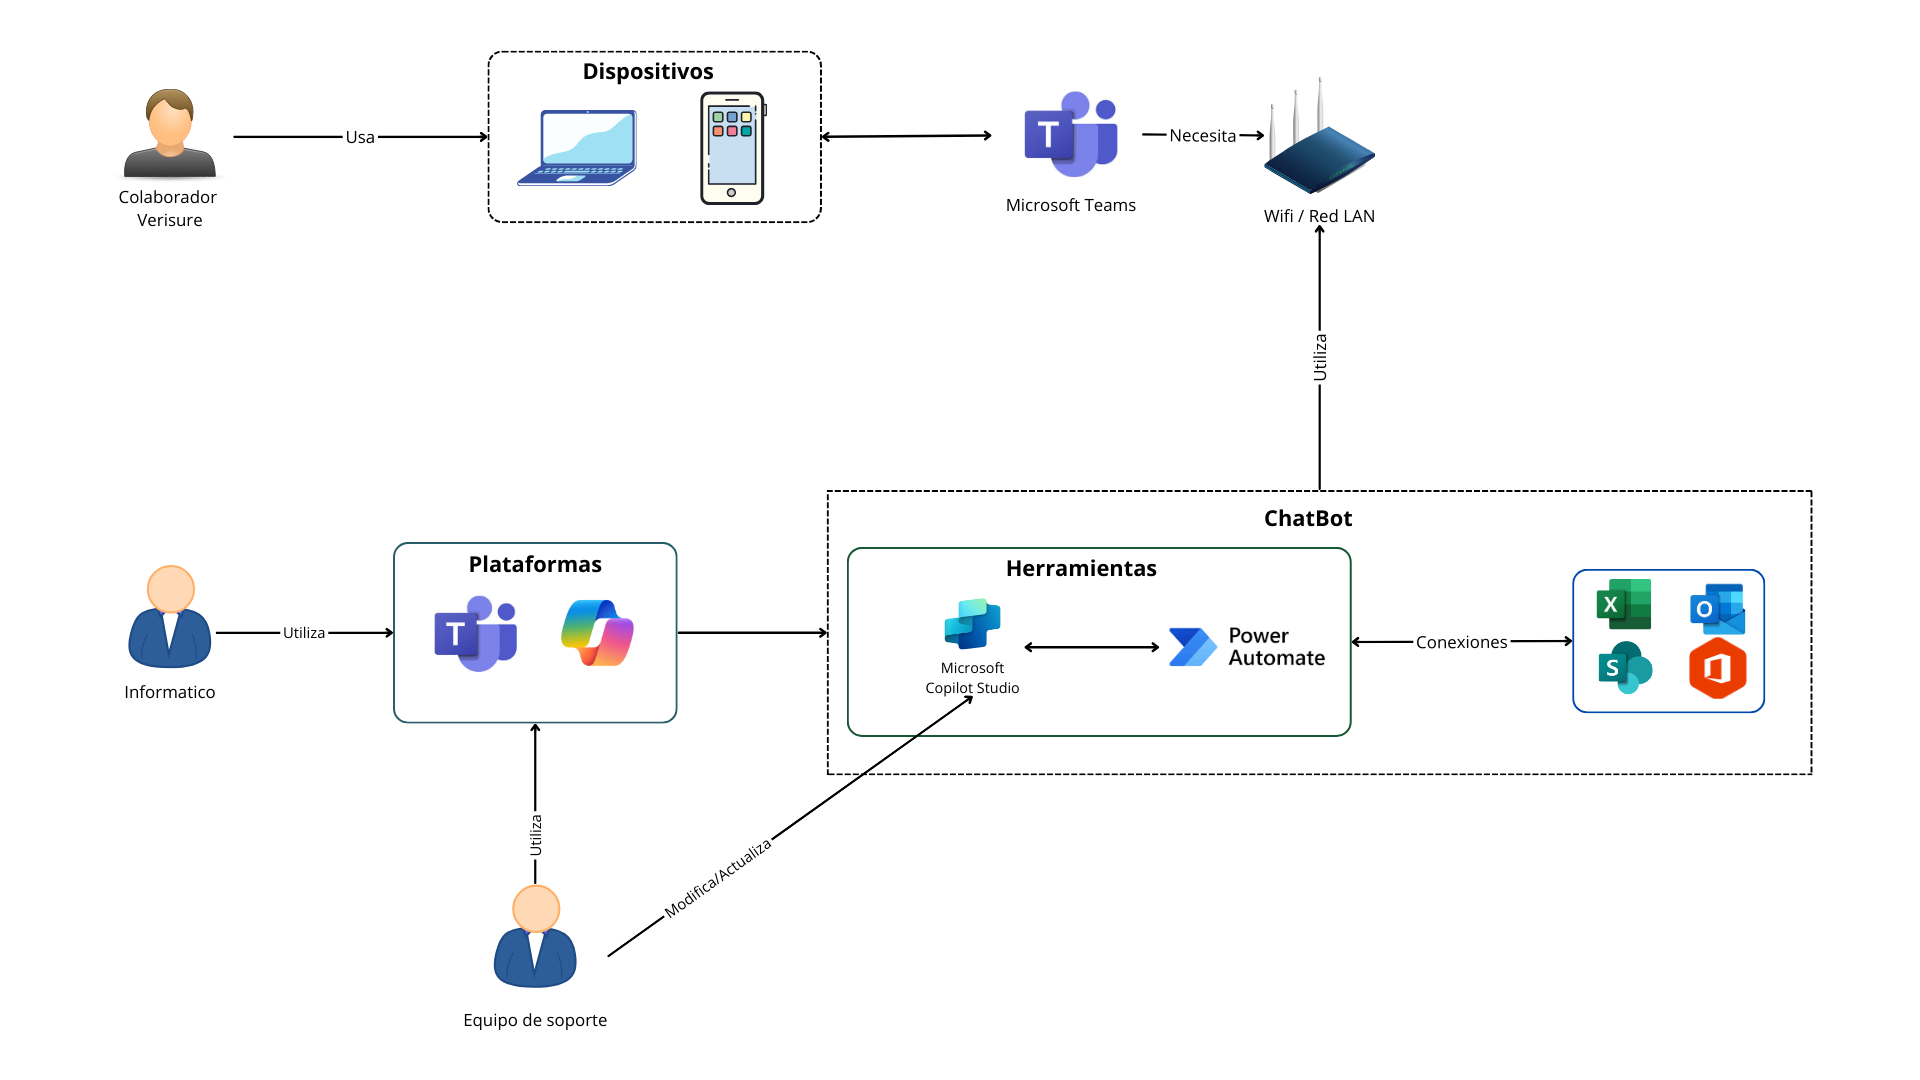 Dispositivos
Usa
Colaborador
Verisure
T
Microsoft Teams
Necesita
Wifi / Red LAN
Utiliza
ChatBot
Plataformas
T
Informatico
Utiliza
Herramientas
Microsoft
Copilot Studio
Power
Automate
Conexiones
X
O
S
Utiliza
Modifica/Actualiza
Equipo de soporte